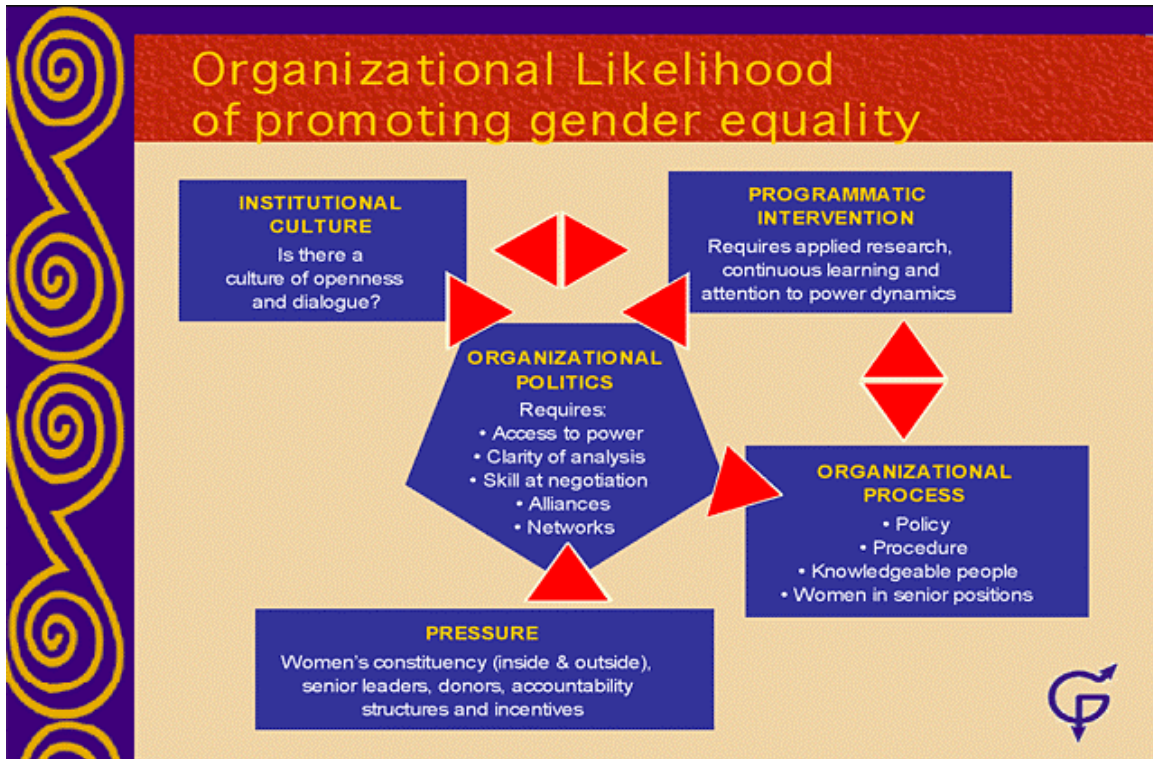 Organizational Likelihood
of promoting gender equality
INSTITUTIONAL
CULTURE
Is there a
culture of openness
and dialogue?
PROGRAMMATIC
INTERVENTION
Requires applied research,
continuous learning and
attention to power dynamics
ORGANIZATIONAL
POLITICS
Requires:
• Access to power
• Clarity of analysis
• Skill at negotiation
• Alliances
• Networks
ORGANIZATIONAL
PROCESS
• Policy
• Procedure
• Knowledgeable people
• Women in senior positions
PRESSURE
Women's constituency (inside & outside),
senior leaders, donors, accountability
structures and incentives